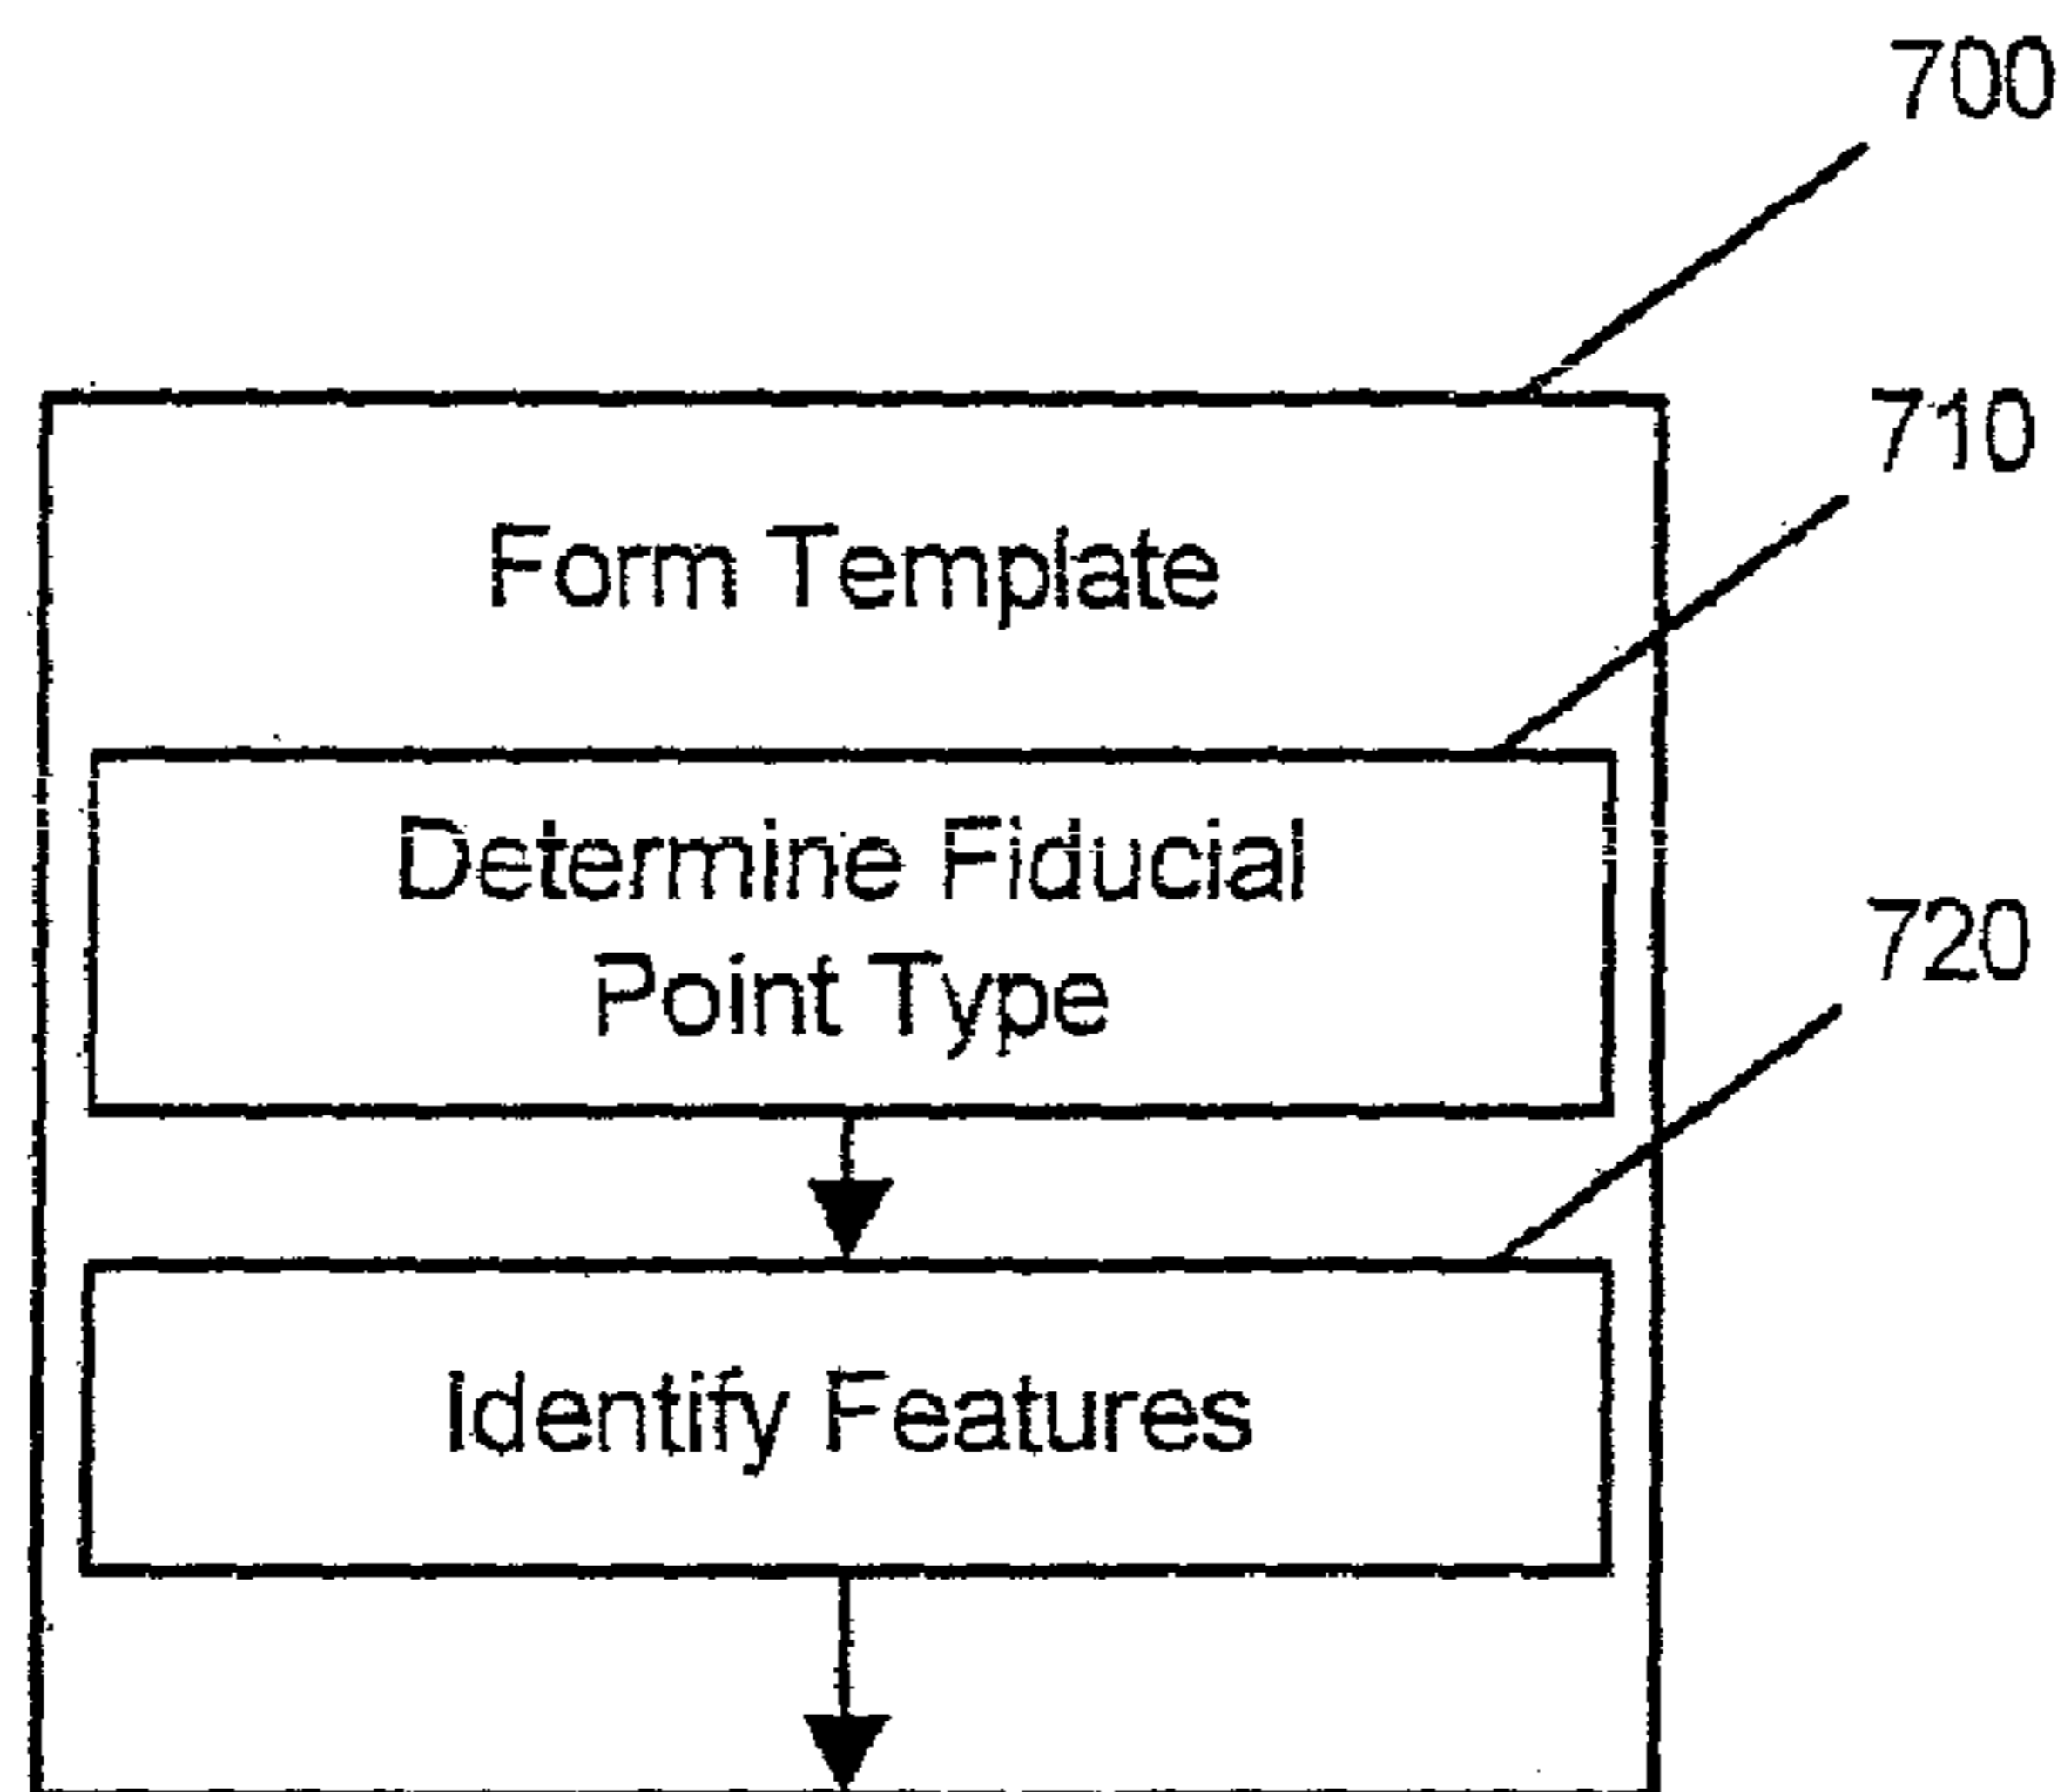 700
710
Form Template
Determine Fiducial
Point Type
720
Identify Features